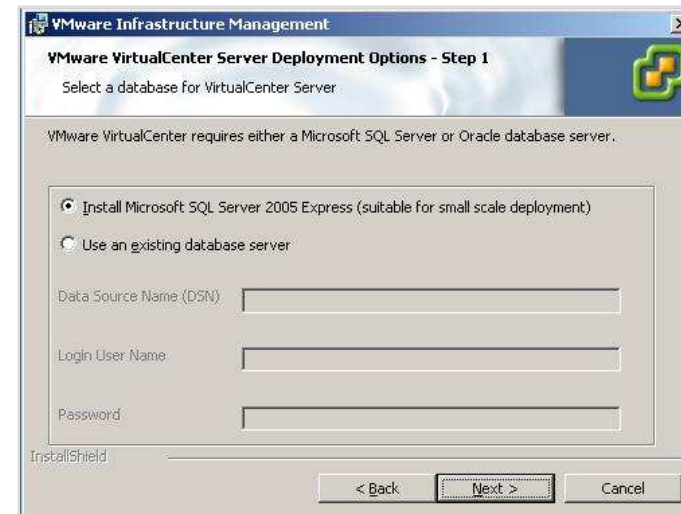 VMware Infrastructure Management
VMware VirtualCenter Server Deployment Options - Step 1
Select a database for VirtualCenter Server
VMware VirtualCenter requires either a Microsoft SQL Server or Oracle database server.
Install Microsoft SQL Server 2005 Express (suitable for small scale deployment)
Use an existing database server
Data Source Name (DSN)
Login User Name
Password
InstallShield
< Back Next > Cancel